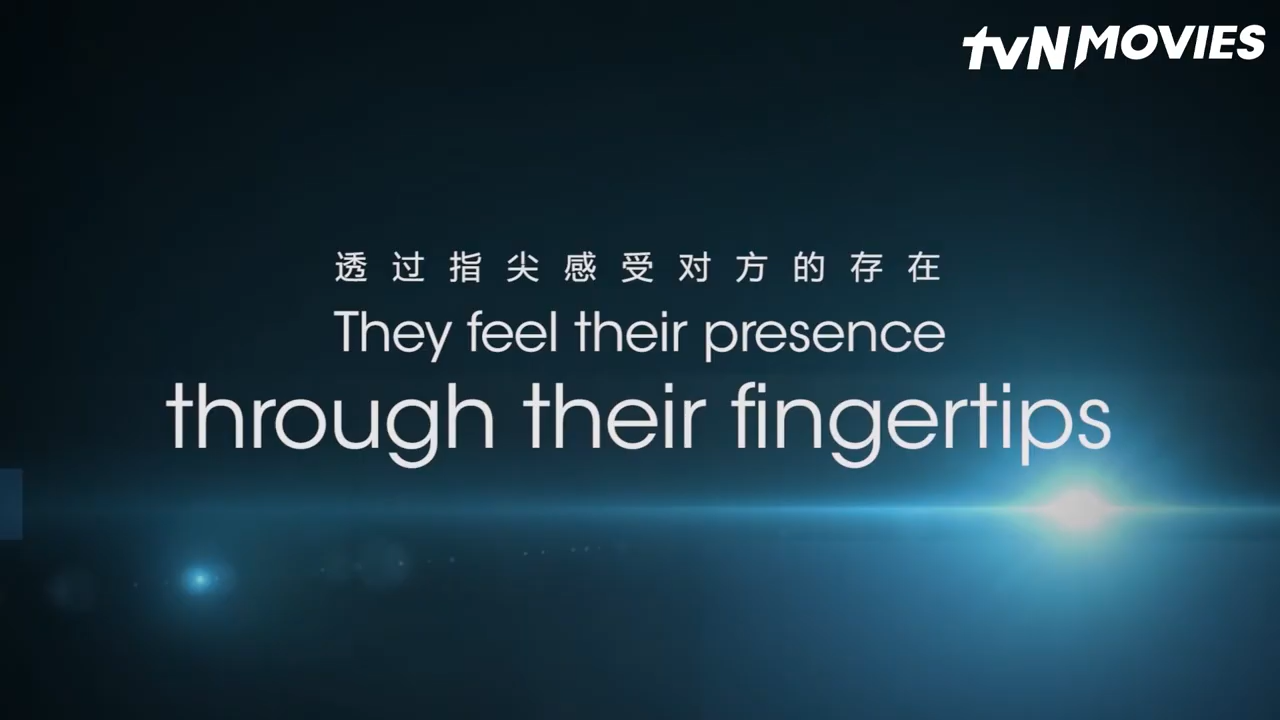 tvN MOVIES
透过指尖感受对方的存在
They feel their presence
through their fingertips